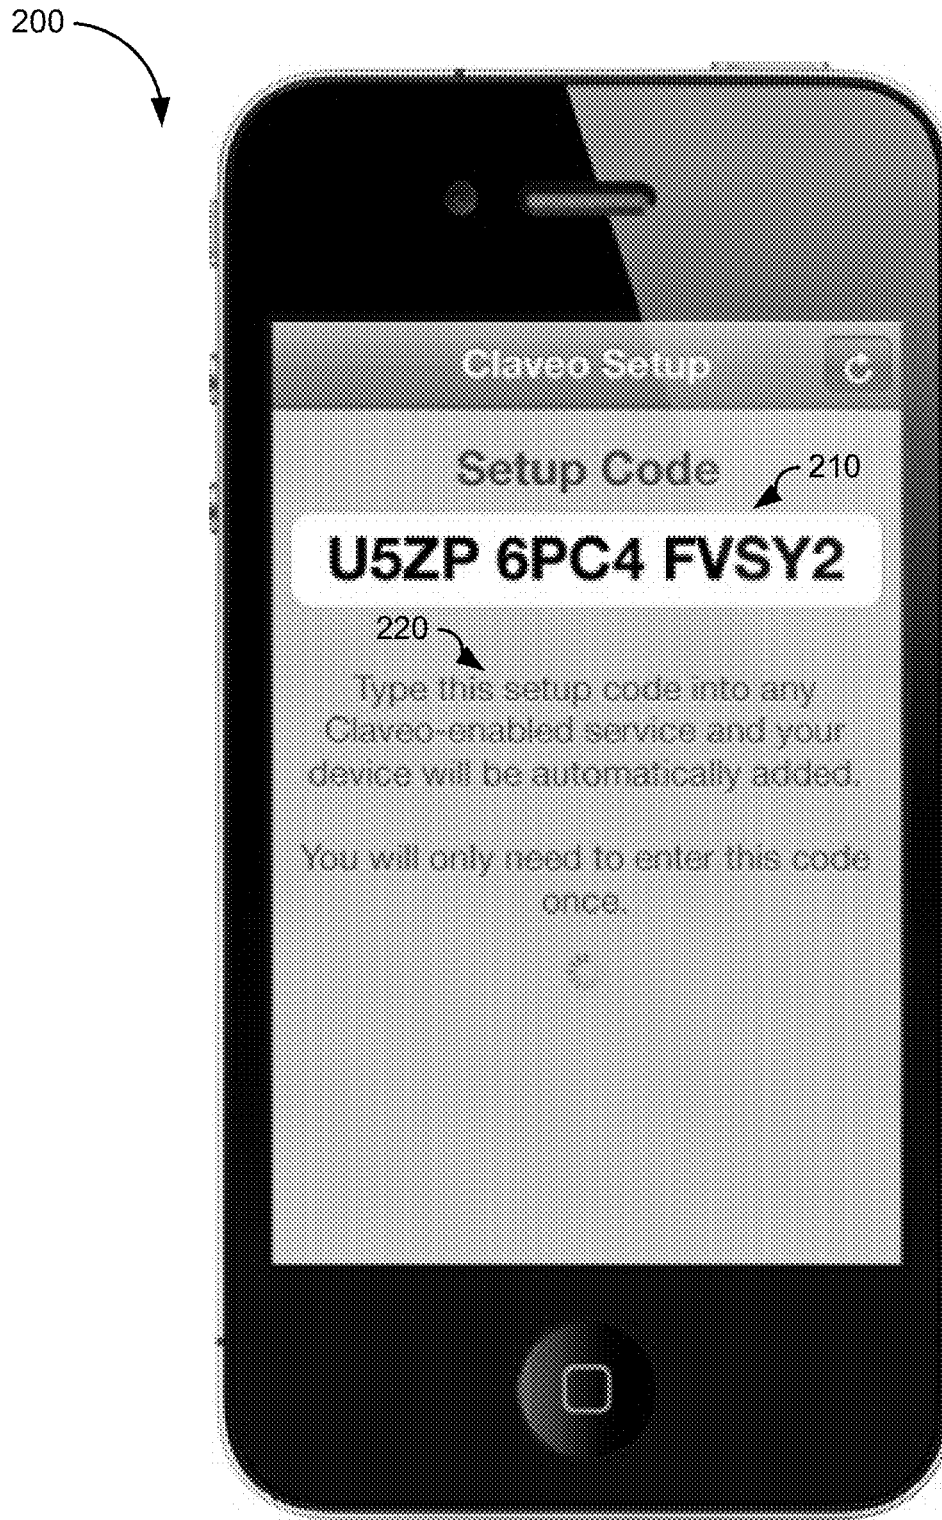 200
Claveo Setup
Setup Code
210
U5ZP 6PC4 FVSY2
220
Type this setup code into any
Claveo-enabled service and your
device will be automatically added.
You will only need to enter this code
once.